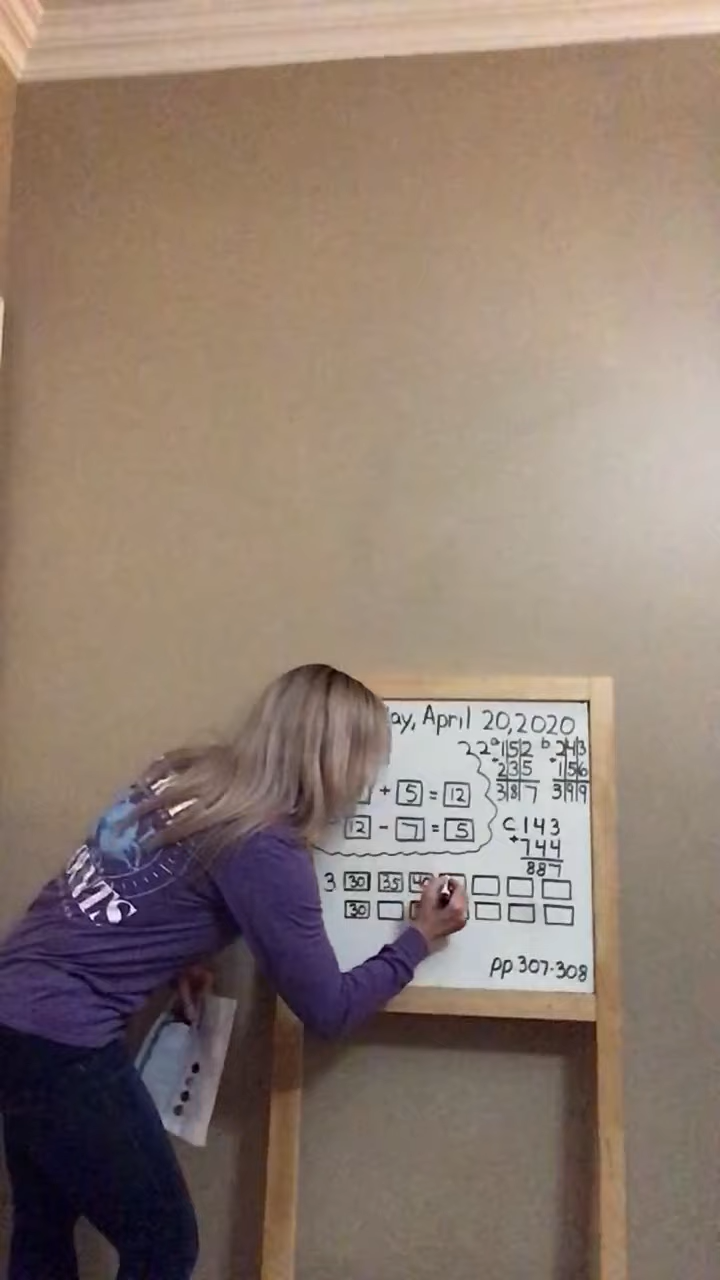 ay, April 20, 2020
22 a 152 b 243
+ 235 + 156
387 399
+ 5 = 12
12 - 7 = 5
c 143
+ 744
887
3 30 35 40
30
pp 307-308